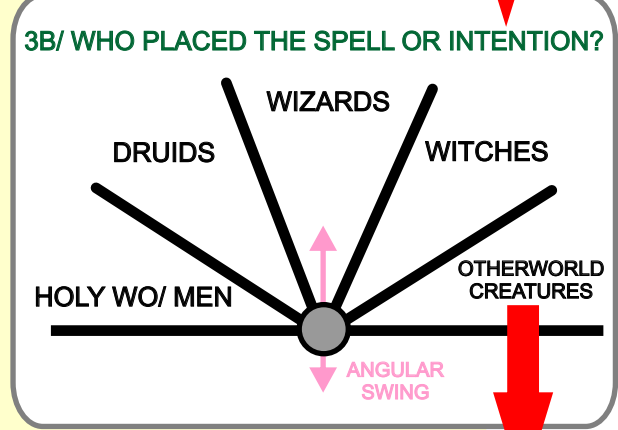 3B/ WHO PLACED THE SPELL OR INTENTION?
WIZARDS
DRUIDS
WITCHES
HOLY WO/ MEN
OTHERWORLD
CREATURES
ANGULAR
SWING